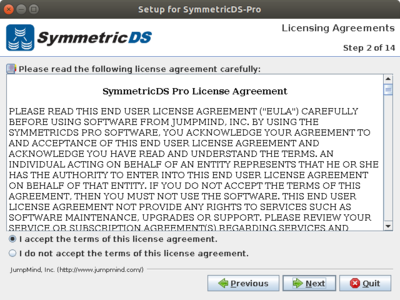 Setup for SymmetricDS-Pro
SymmetricDS
Licensing Agreements
Step 2 of 14
Please read the following license agreement carefully:
SymmetricDS Pro License Agreement
PLEASE READ THIS END USER LICENSE AGREEMENT ("EULA") CAREFULLY
BEFORE USING SOFTWARE FROM JUMPMIND, INC. BY USING THE
SYMMETRICDS PRO SOFTWARE, YOU ACKNOWLEDGE YOUR AGREEMENT TO
AND ACCEPTANCE OF THIS END USER LICENSE AGREEMENT AND
ACKNOWLEDGE YOU HAVE READ AND UNDERSTAND THE TERMS. AN
INDIVIDUAL ACTING ON BEHALF OF AN ENTITY REPRESENTS THAT HE OR SHE
HAS THE AUTHORITY TO ENTER INTO THIS END USER LICENSE AGREEMENT
ON BEHALF OF THAT ENTITY. IF YOU DO NOT ACCEPT THE TERMS OF THIS
AGREEMENT, THEN YOU MUST NOT USE THE SOFTWARE. THIS END USER
LICENSE AGREEMENT NOT PROVIDE ANY RIGHTS TO SERVICES SUCH AS
SOFTWARE MAINTENANCE, UPGRADES OR SUPPORT. PLEASE REVIEW YOUR
SERVICE OR SUBSCRIPTION AGREEMENT(S) REGARDING SERVICES AND
I accept the terms of this license agreement.
I do not accept the terms of this license agreement.
JumpMind, Inc. (http://www.jumpmind.com/)
Previous
Next
Quit